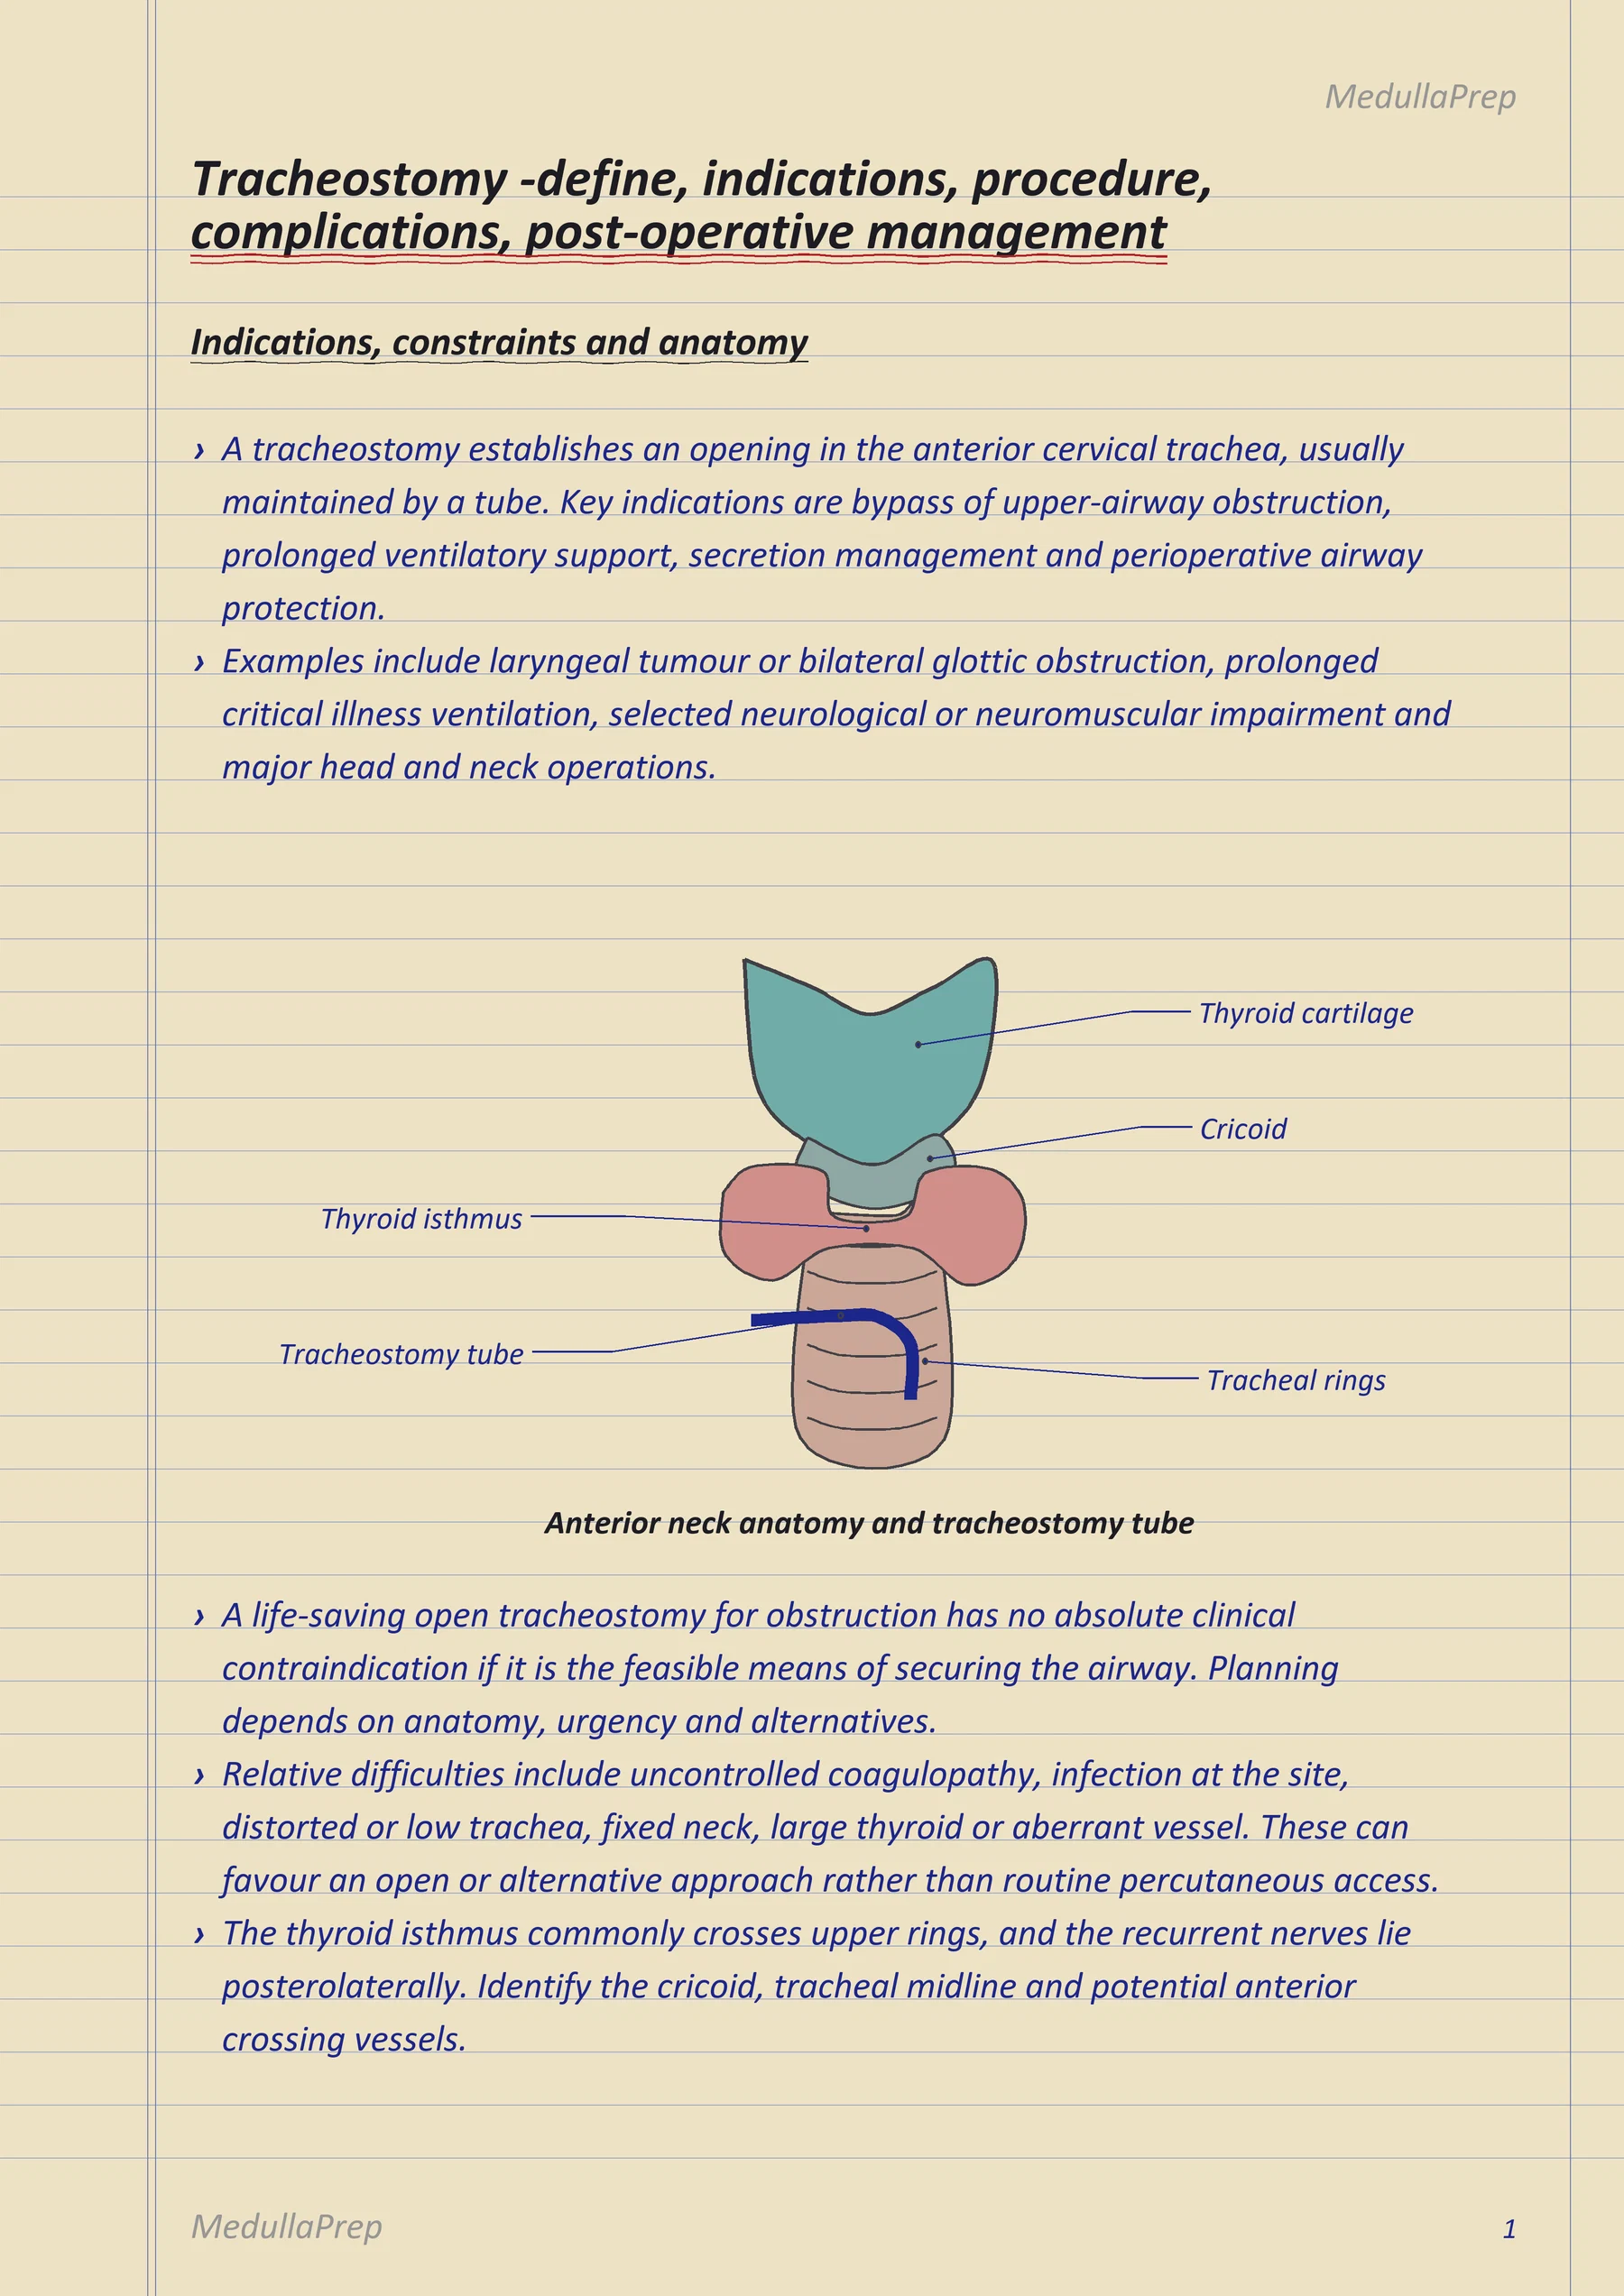 MedullaPrep
Tracheostomy -define, indications, procedure,
complications, post-operative management
Indications, constraints and anatomy
› A tracheostomy establishes an opening in the anterior cervical trachea, usually
maintained by a tube. Key indications are bypass of upper-airway obstruction,
prolonged ventilatory support, secretion management and perioperative airway
protection.
› Examples include laryngeal tumour or bilateral glottic obstruction, prolonged
critical illness ventilation, selected neurological or neuromuscular impairment and
major head and neck operations.
Thyroid cartilage
Cricoid
Thyroid isthmus
Tracheostomy tube
Tracheal rings
Anterior neck anatomy and tracheostomy tube
› A life-saving open tracheostomy for obstruction has no absolute clinical
contraindication if it is the feasible means of securing the airway. Planning
depends on anatomy, urgency and alternatives.
› Relative difficulties include uncontrolled coagulopathy, infection at the site,
distorted or low trachea, fixed neck, large thyroid or aberrant vessel. These can
favour an open or alternative approach rather than routine percutaneous access.
› The thyroid isthmus commonly crosses upper rings, and the recurrent nerves lie
posterolaterally. Identify the cricoid, tracheal midline and potential anterior
crossing vessels.
MedullaPrep
1